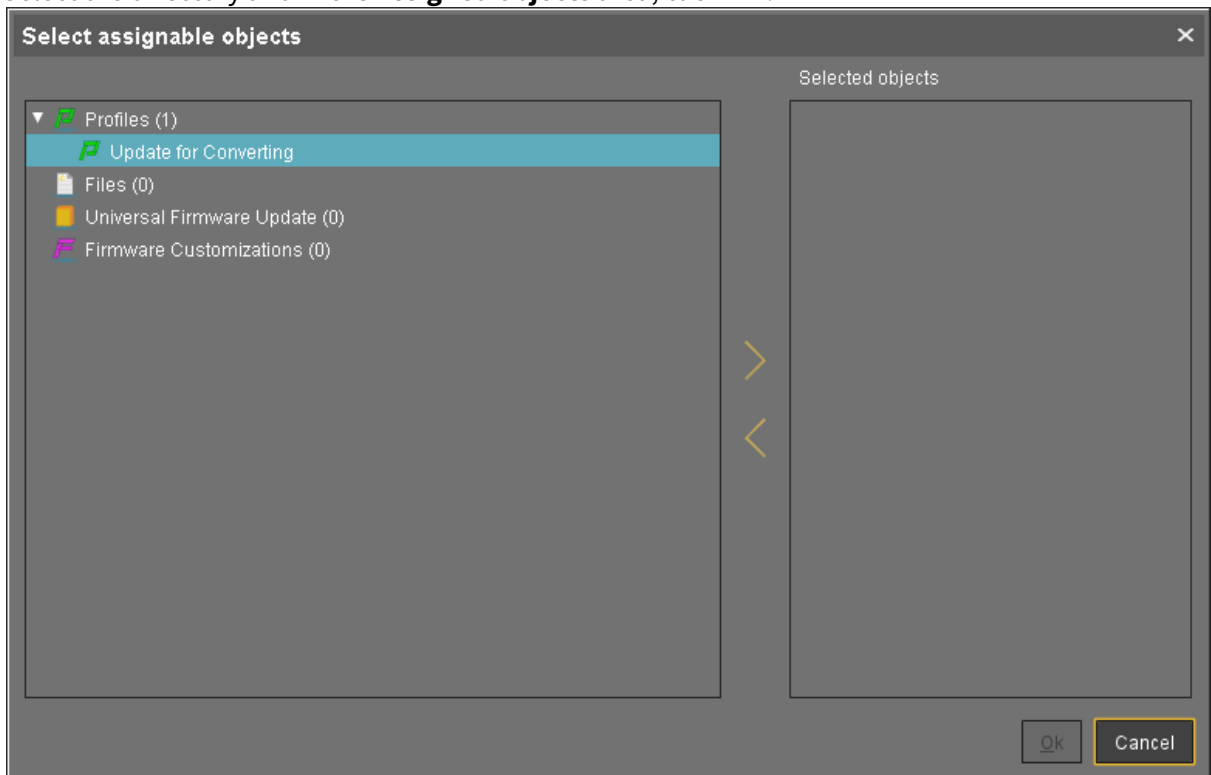 Select assignable objects
Selected objects
Profiles (1)
Update for Converting
Files (0)
Universal Firmware Update (0)
Firmware Customizations (0)
Ok
Cancel